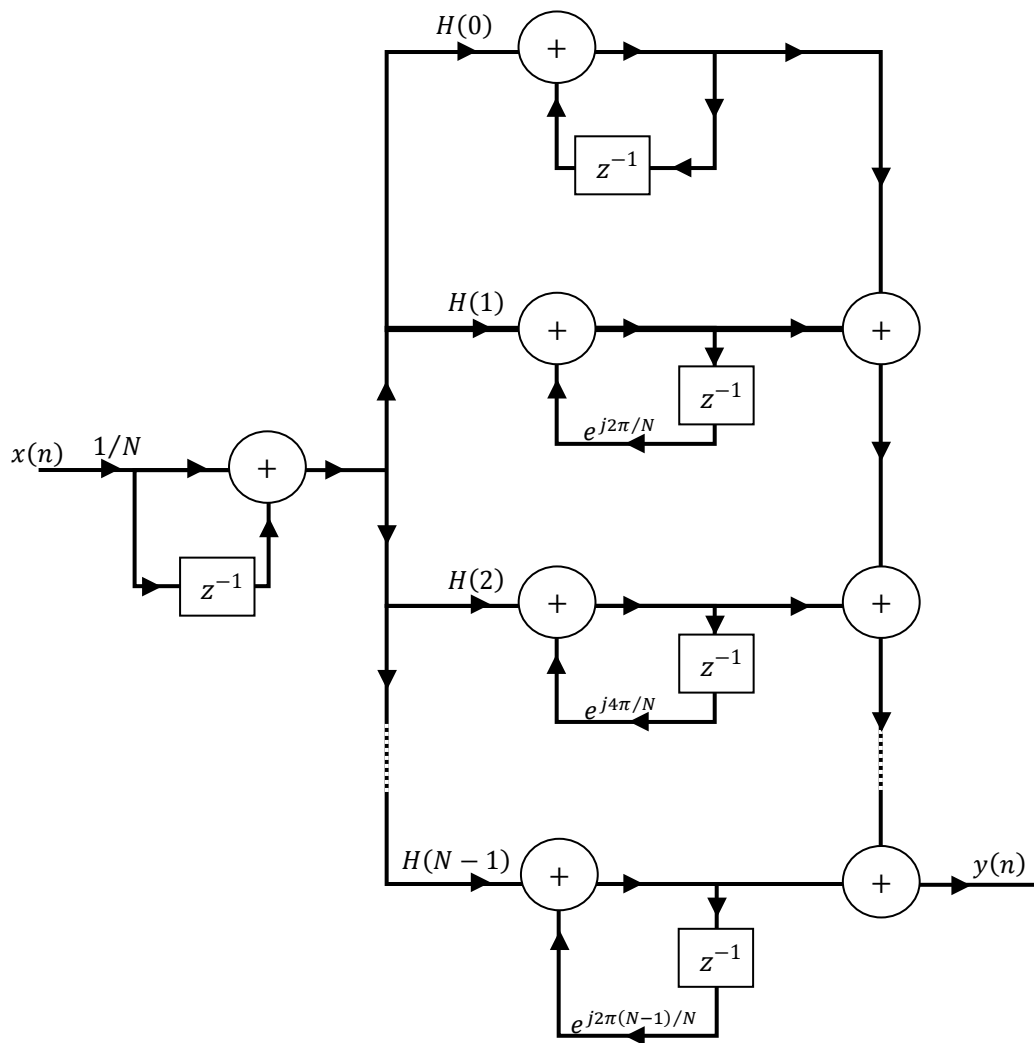 H(0)
+
z⁻¹
H(1)
+
+
z⁻¹
e^{j2π/N}
x(n)
1/N
+
z⁻¹
H(2)
+
+
z⁻¹
e^{j4π/N}
H(N − 1)
+
+
y(n)
z⁻¹
e^{j2π(N−1)/N}